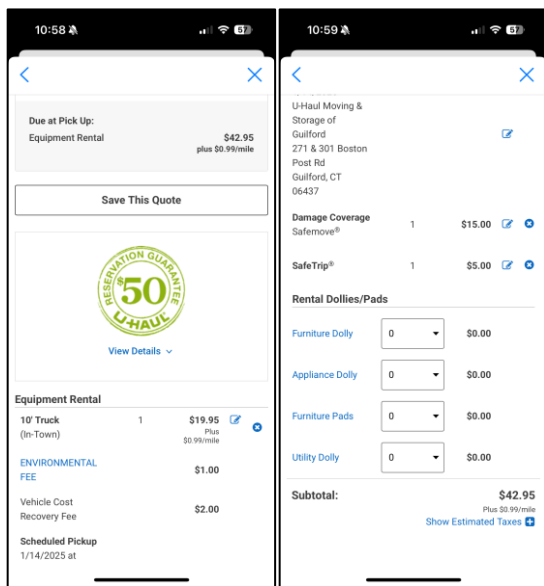 10:58
57
Due at Pick Up:
Equipment Rental $42.95
plus $0.99/mile
Save This Quote
RESERVATION GUARANTEE
$50
U-HAUL
View Details
Equipment Rental
10' Truck 1 $19.95
(In-Town) Plus
$0.99/mile
ENVIRONMENTAL
FEE $1.00
Vehicle Cost
Recovery Fee $2.00
Scheduled Pickup
1/14/2025 at
10:59
57
U-Haul Moving &
Storage of
Guilford
271 & 301 Boston
Post Rd
Guilford, CT
06437
Damage Coverage 1 $15.00
Safemove®
SafeTrip® 1 $5.00
Rental Dollies/Pads
Furniture Dolly 0 $0.00
Appliance Dolly 0 $0.00
Furniture Pads 0 $0.00
Utility Dolly 0 $0.00
Subtotal: $42.95
Plus $0.99/mile
Show Estimated Taxes